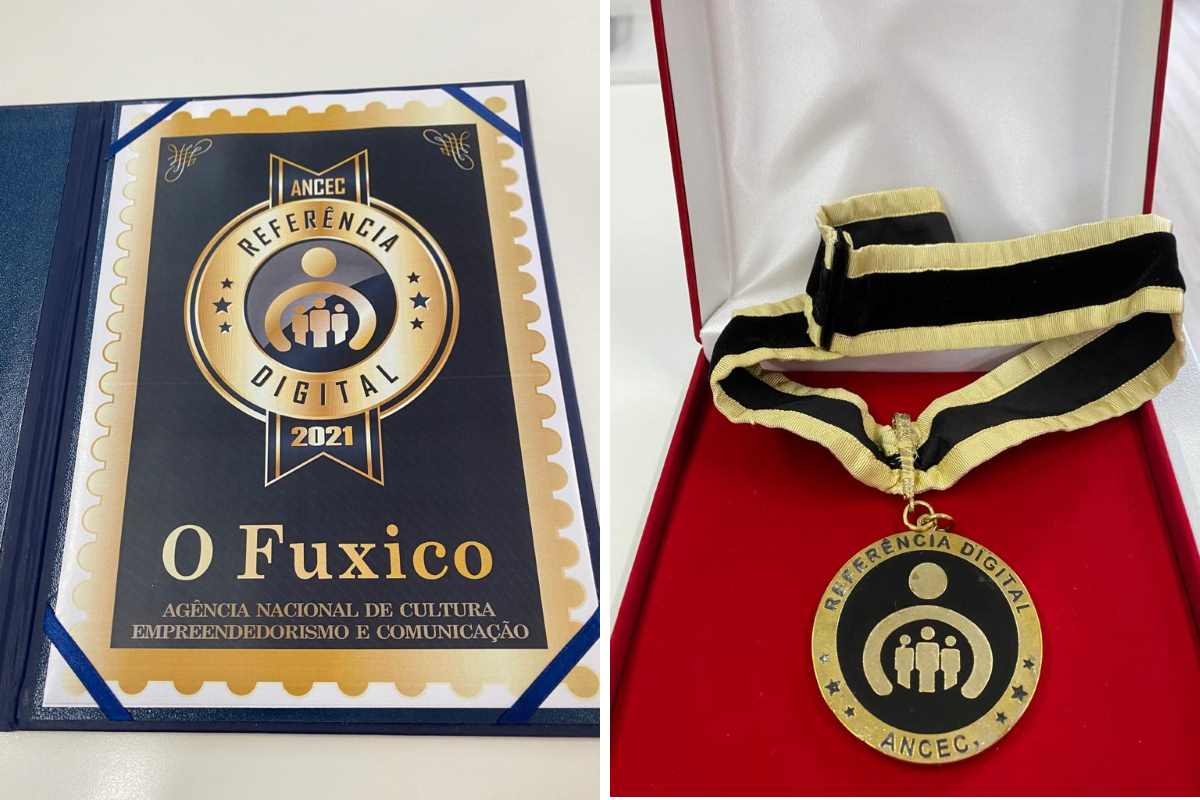 ANCEC
REFERÊNCIA
DIGITAL
2021
O Fuxico
AGÊNCIA NACIONAL DE CULTURA
EMPREENDEDORISMO E COMUNICAÇÃO
REFERÊNCIA DIGITAL
ANCEC